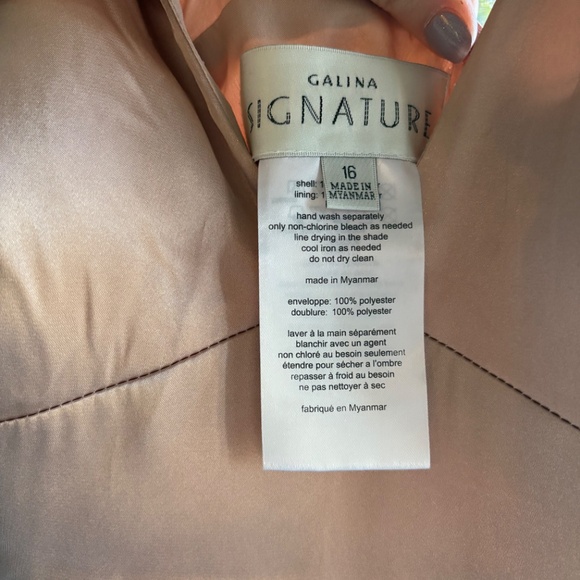 GALINA
SIGNATURE
16
MADE IN
MYANMAR
shell:
lining:
hand wash separately
only non-chlorine bleach as needed
line drying in the shade
cool iron as needed
do not dry clean
made in Myanmar
enveloppe: 100% polyester
doublure: 100% polyester
laver à la main séparément
blanchir avec un agent
non chloré au besoin seulement
étendre pour sécher a l'ombre
repasser à froid au besoin
ne pas nettoyer à sec
fabriqué en Myanmar